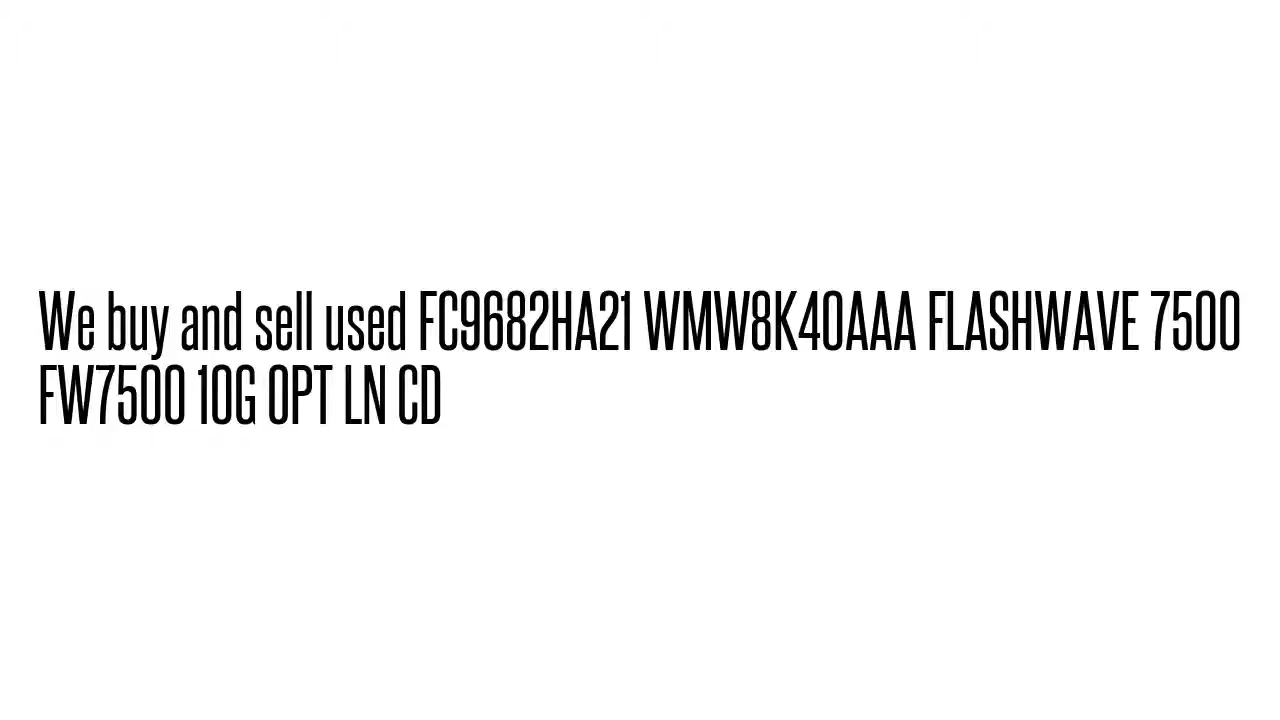 We buy and sell used FC9682HA21 WMW8K40AAA FLASHWAVE 7500
FW7500 10G OPT LN CD